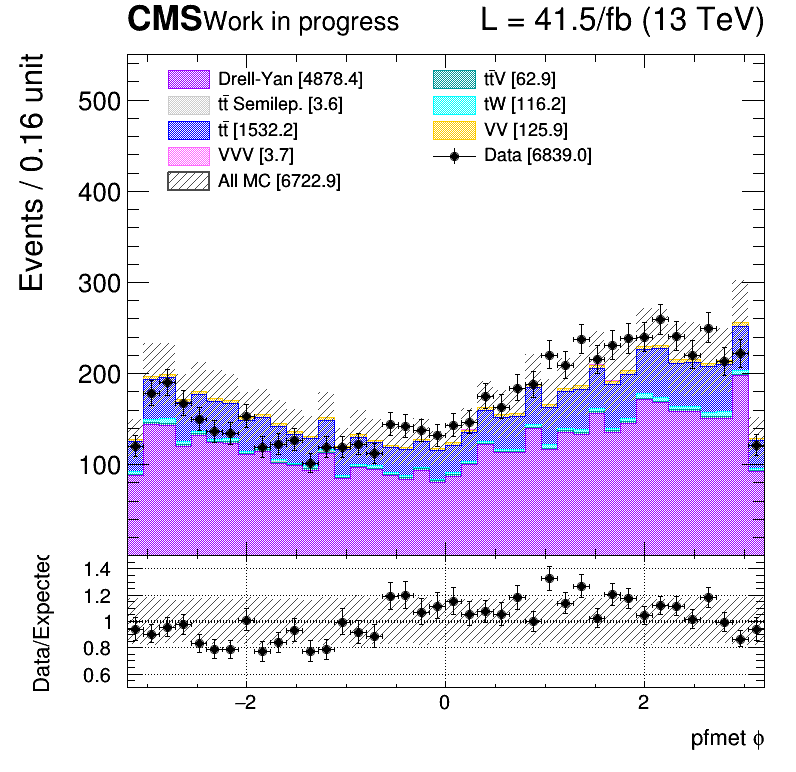 CMS Work in progress L = 41.5/fb (13 TeV)
Events / 0.16 unit
Drell-Yan [4878.4]
tt̄ Semilep. [3.6]
tt̄ [1532.2]
VVV [3.7]
All MC [6722.9]
tt̄V [62.9]
tW [116.2]
VV [125.9]
Data [6839.0]
500
400
300
200
100
Data/Expected
1.4
1.2
1
0.8
0.6
−2 0 2
pfmet ϕ